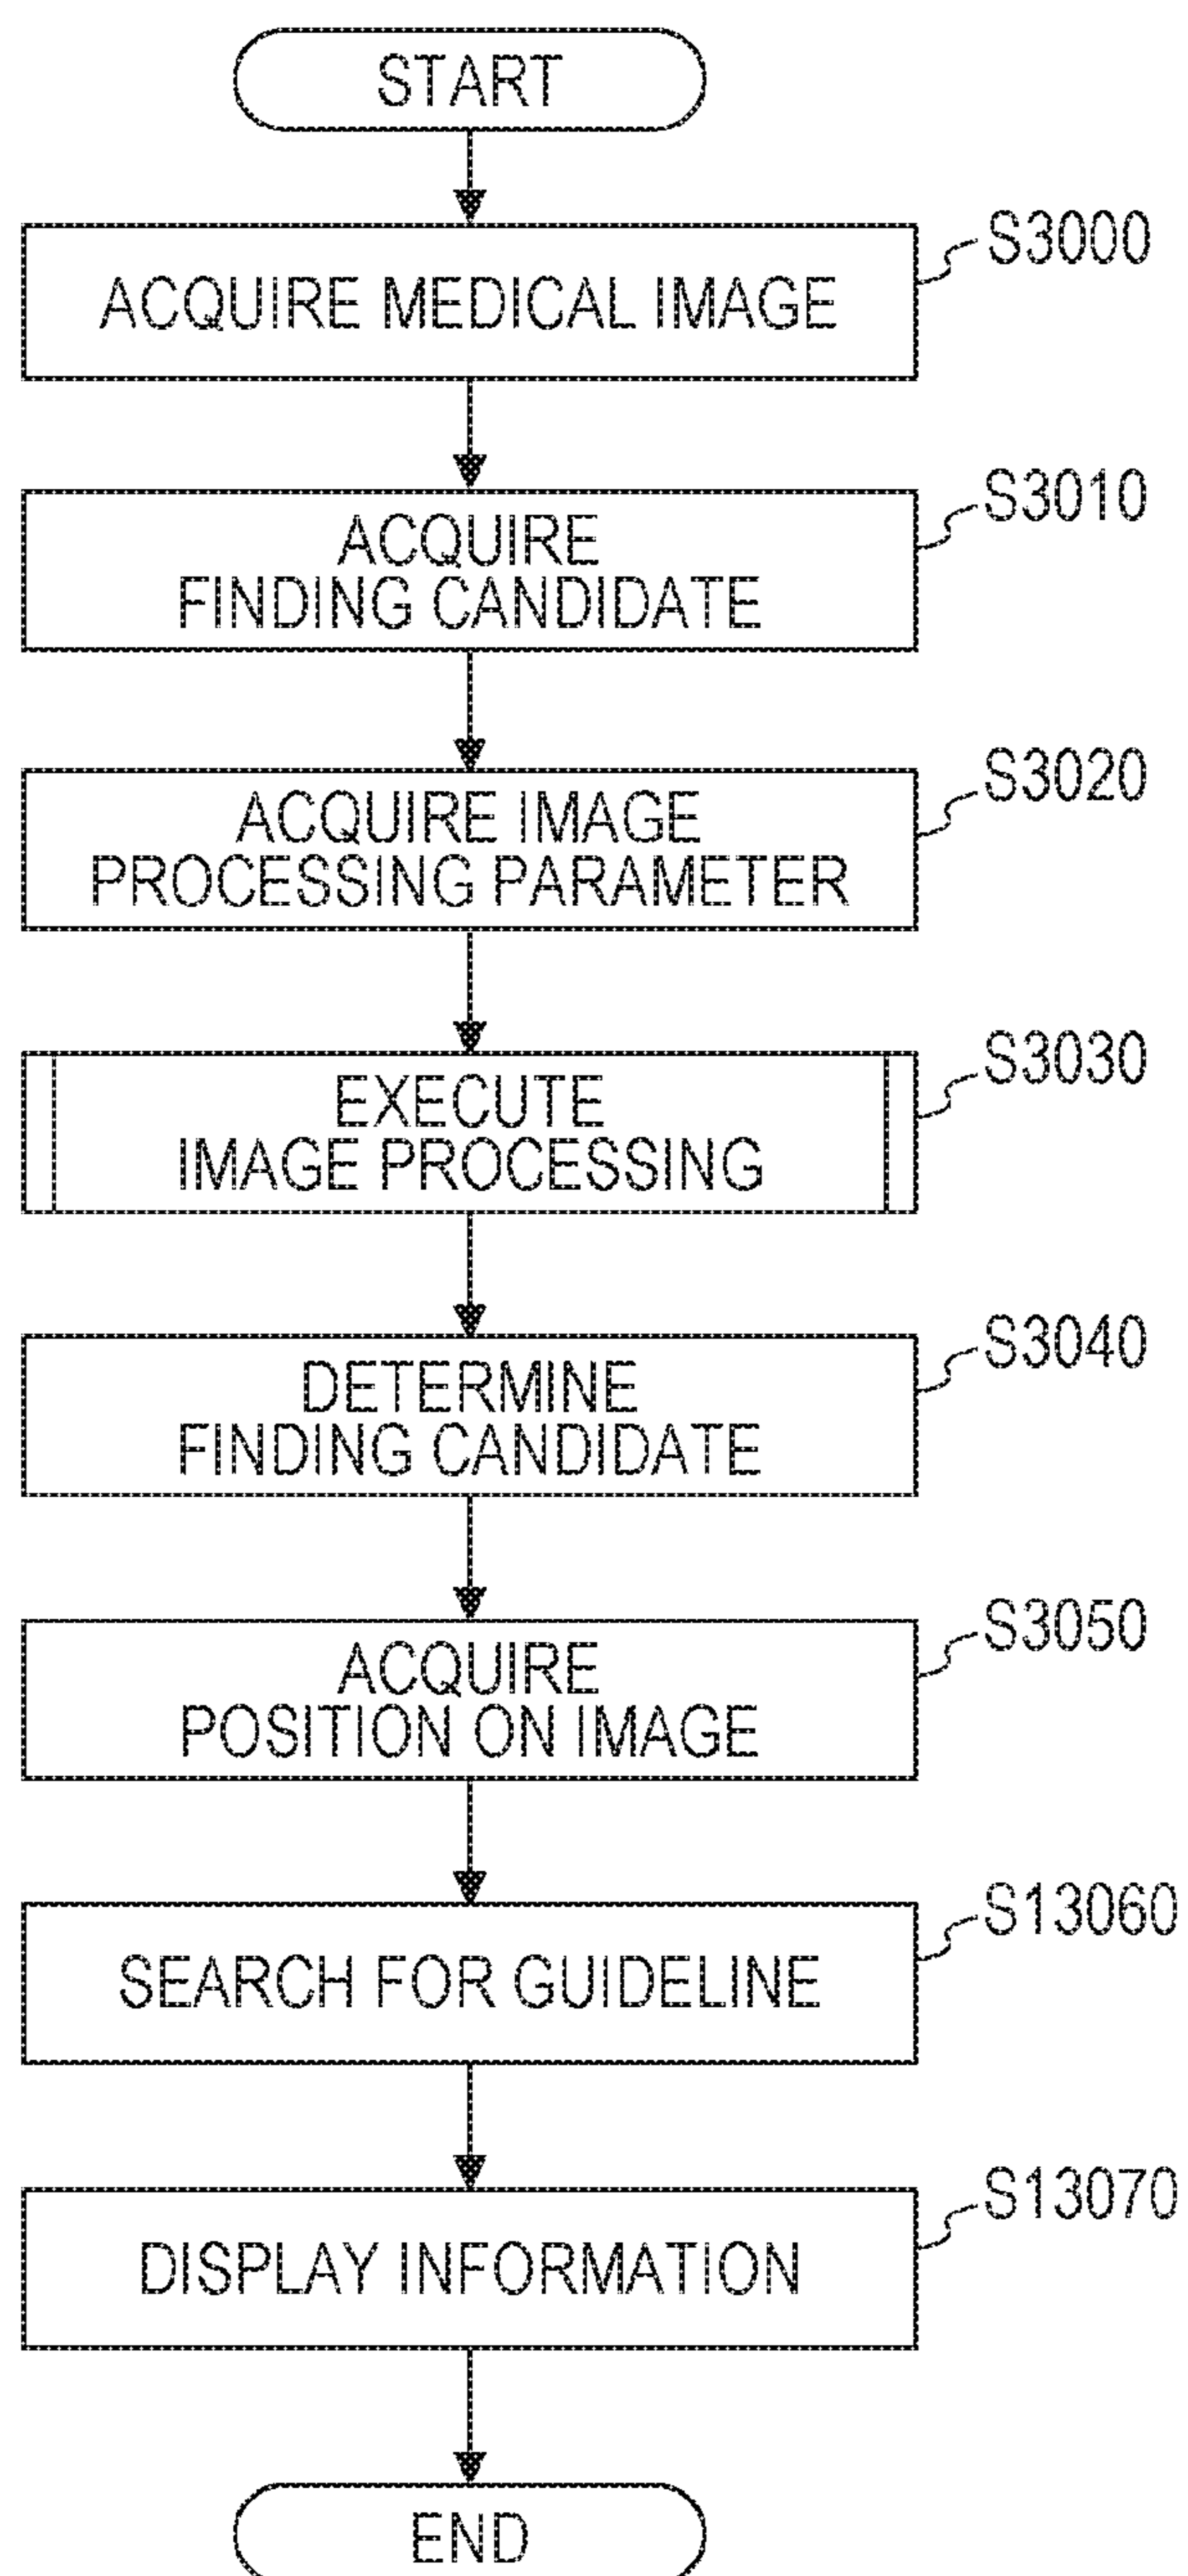 START
S3000
ACQUIRE MEDICAL IMAGE
S3010
ACQUIRE
FINDING CANDIDATE
S3020
ACQUIRE IMAGE
PROCESSING PARAMETER
S3030
EXECUTE
IMAGE PROCESSING
S3040
DETERMINE
FINDING CANDIDATE
S3050
ACQUIRE
POSITION ON IMAGE
S13060
SEARCH FOR GUIDELINE
S13070
DISPLAY INFORMATION
END